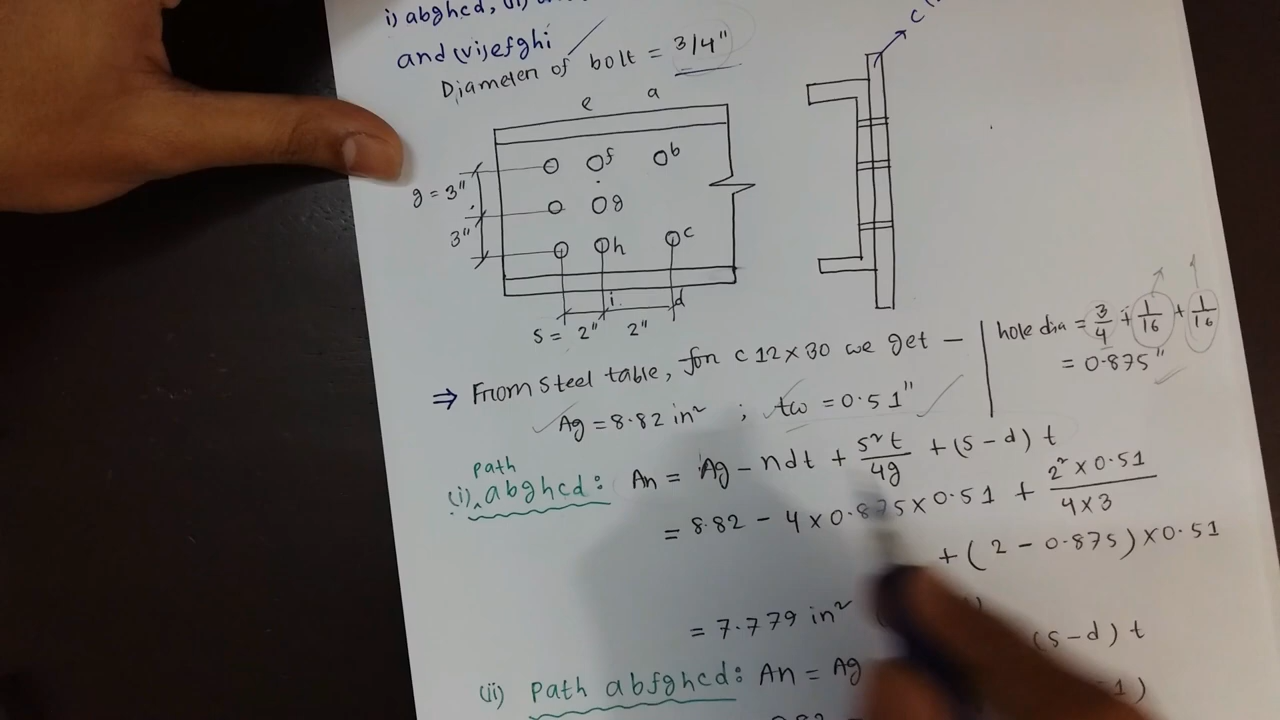 i) abghcd, (ii) a
and (vi) efghi
Diameter of bolt = 3/4"
e a
f b
g = 3"
g
3"
h c
i d
S = 2" 2"
c
⇒ From steel table, for c 12×30 we get —
Ag = 8.82 in² ; tw = 0.51"
hole dia = 3/4 + 1/16 + 1/16
= 0.875"
path
(i) abghcd: An = Ag - ndt + s²t/4g + (s-d) t
= 8.82 - 4×0.875×0.51 + 2²×0.51/4×3
+ (2 - 0.875)×0.51
= 7.779 in²
(ii) Path abfghcd: An = Ag
(s-d) t